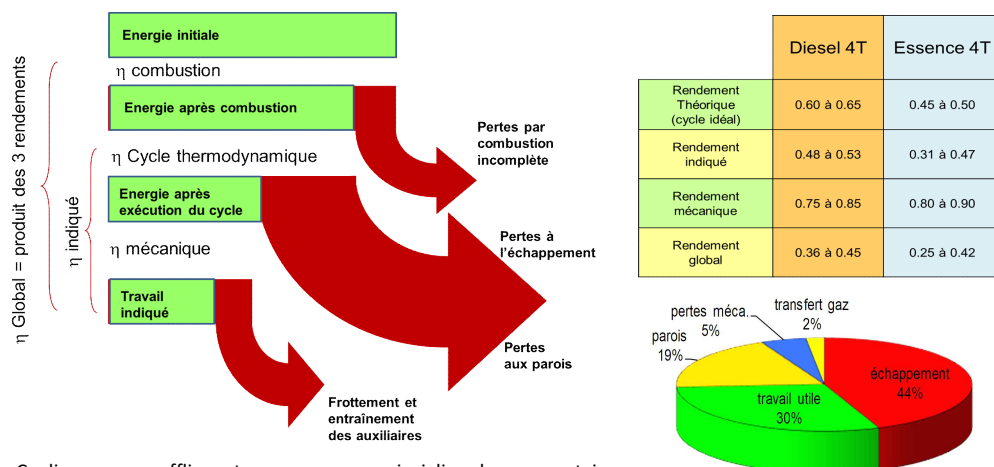 Energie initiale
η combustion
Energie après combustion
Pertes par
combustion
incomplète
η Cycle thermodynamique
Energie après
exécution du cycle
Pertes à
l'échappement
η mécanique
Travail
indiqué
Pertes
aux parois
Frottement et
entraînement
des auxiliaires
η Global = produit des 3 rendements
η indiqué
Diesel 4T
Essence 4T
Rendement
Théorique
(cycle idéal)
0.60 à 0.65
0.45 à 0.50
Rendement
indiqué
0.48 à 0.53
0.31 à 0.47
Rendement
mécanique
0.75 à 0.85
0.80 à 0.90
Rendement
global
0.36 à 0.45
0.25 à 0.42
transfert gaz
2%
pertes méca.
5%
parois
19%
échappement
44%
travail utile
30%